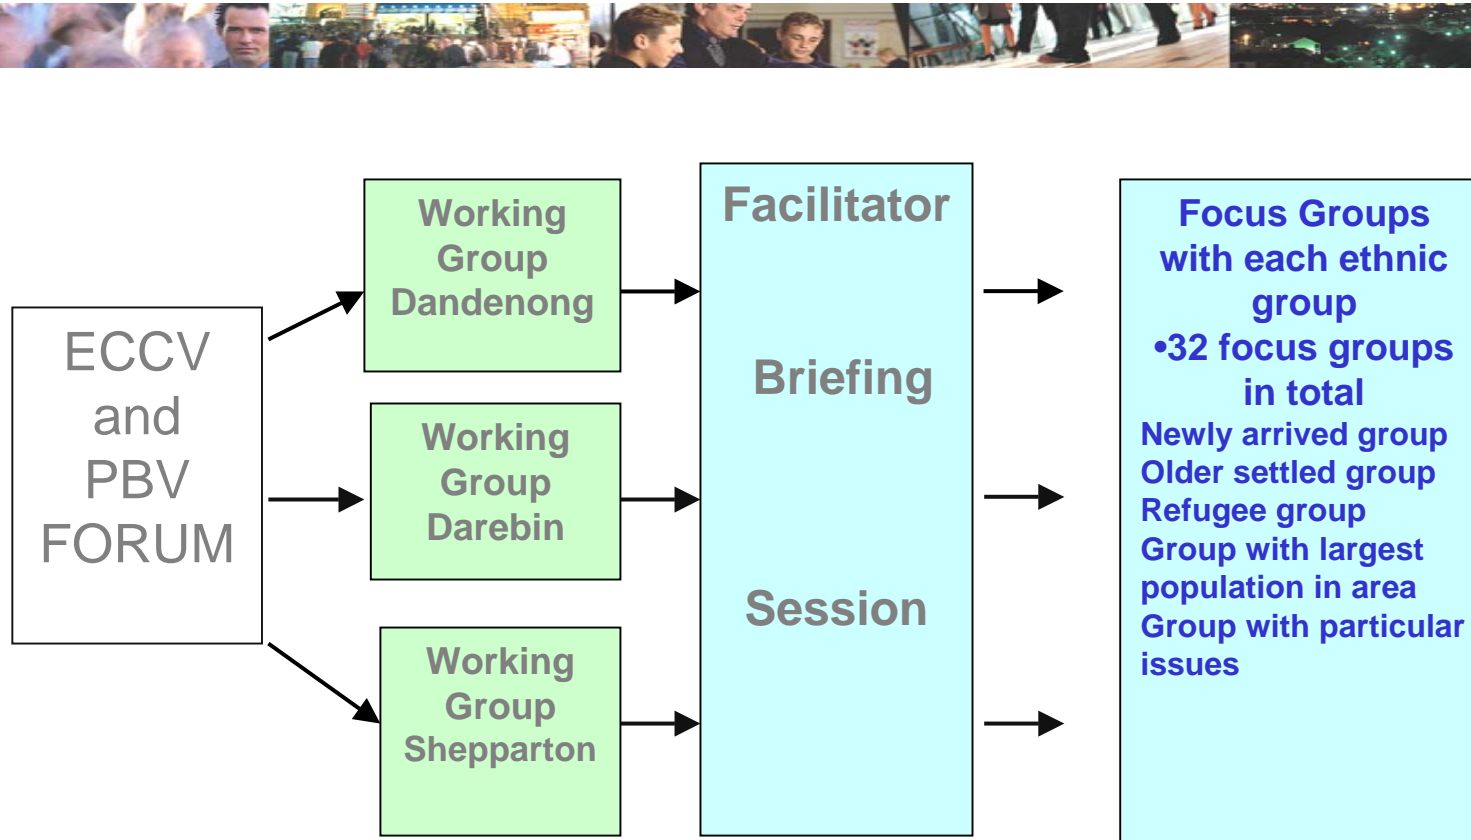 ECCV
and
PBV
FORUM
Working
Group
Dandenong
Working
Group
Darebin
Working
Group
Shepparton
Facilitator
Briefing
Session
Focus Groups
with each ethnic
group
•32 focus groups
in total
Newly arrived group
Older settled group
Refugee group
Group with largest
population in area
Group with particular
issues